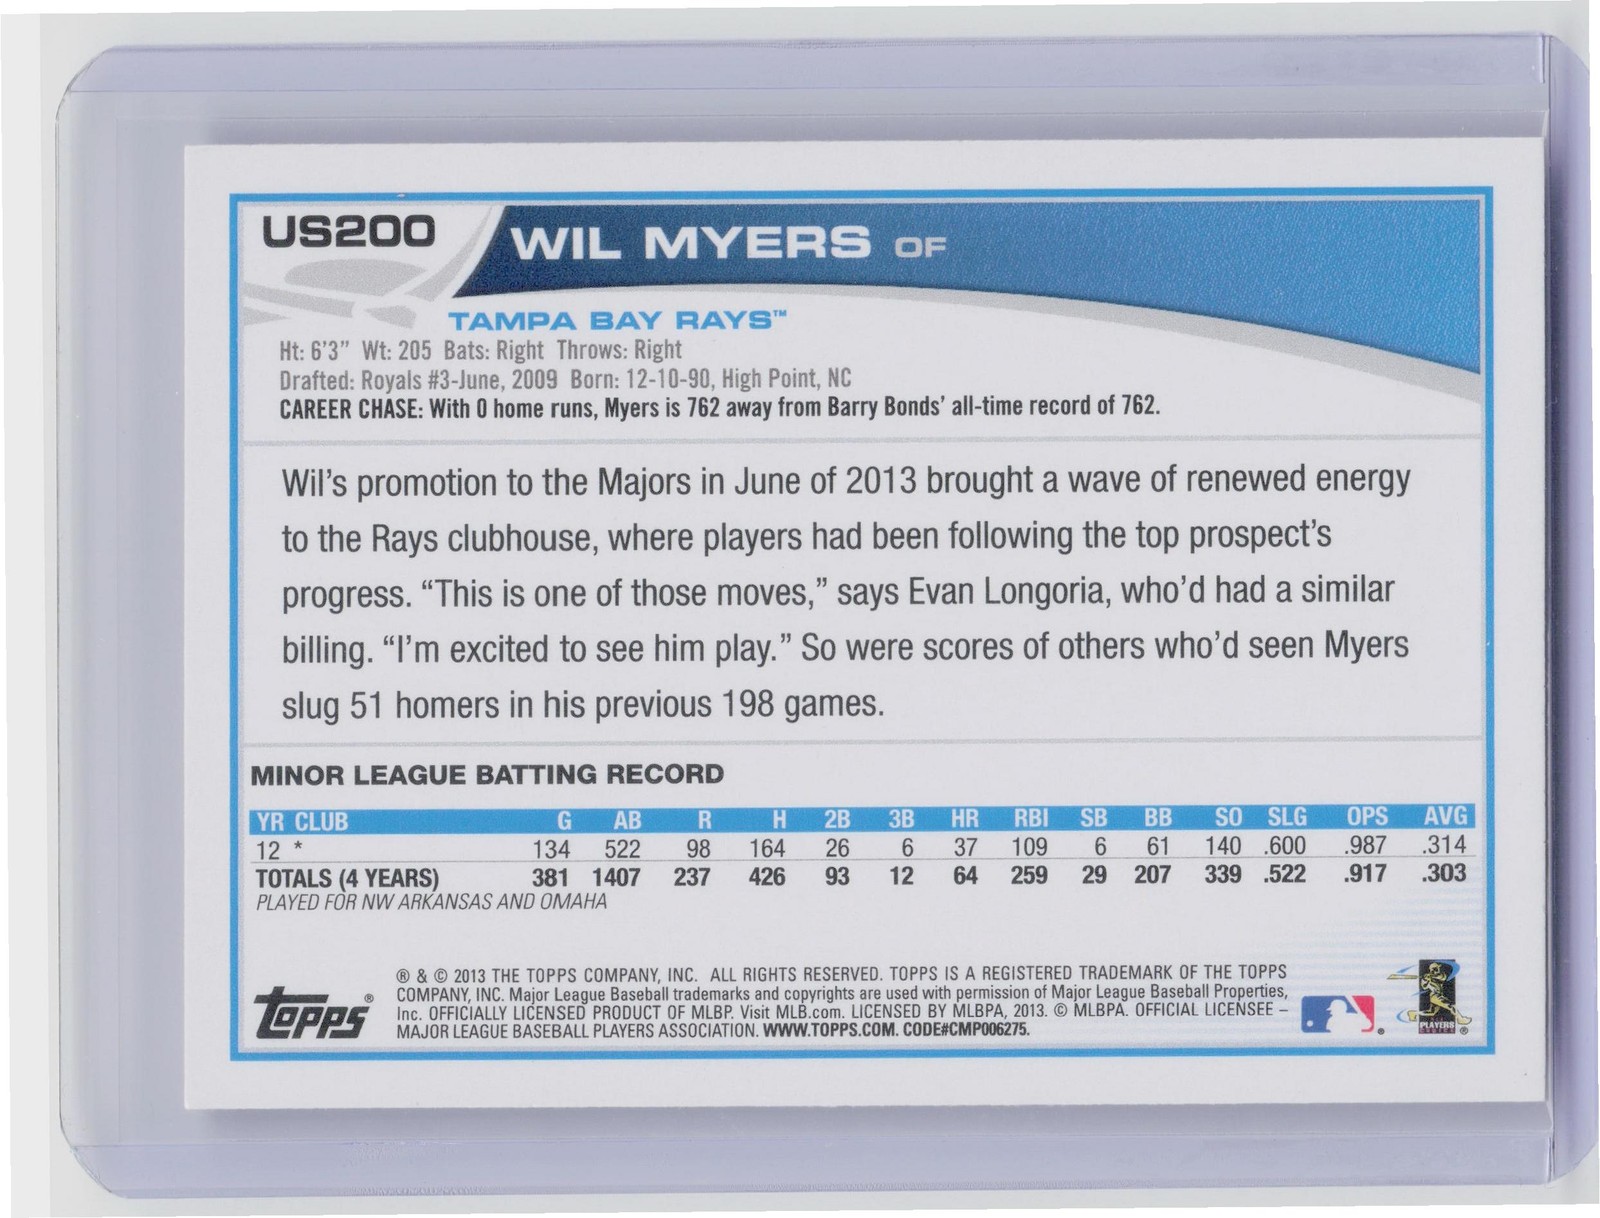 US200
WIL MYERS OF
TAMPA BAY RAYS™
Ht: 6'3" Wt: 205 Bats: Right Throws: Right
Drafted: Royals #3-June, 2009 Born: 12-10-90, High Point, NC
CAREER CHASE: With 0 home runs, Myers is 762 away from Barry Bonds' all-time record of 762.
Wil's promotion to the Majors in June of 2013 brought a wave of renewed energy
to the Rays clubhouse, where players had been following the top prospect's
progress. “This is one of those moves,” says Evan Longoria, who'd had a similar
billing. “I'm excited to see him play.” So were scores of others who'd seen Myers
slug 51 homers in his previous 198 games.
MINOR LEAGUE BATTING RECORD
YR CLUB G AB R H 2B 3B HR RBI SB BB SO SLG OPS AVG
12 * 134 522 98 164 26 6 37 109 6 61 140 .600 .987 .314
TOTALS (4 YEARS) 381 1407 237 426 93 12 64 259 29 207 339 .522 .917 .303
PLAYED FOR NW ARKANSAS AND OMAHA
Topps®
® & © 2013 THE TOPPS COMPANY, INC. ALL RIGHTS RESERVED. TOPPS IS A REGISTERED TRADEMARK OF THE TOPPS
COMPANY, INC. Major League Baseball trademarks and copyrights are used with permission of Major League Baseball Properties,
Inc. OFFICIALLY LICENSED PRODUCT OF MLBP. Visit MLB.com. LICENSED BY MLBPA, 2013. © MLBPA. OFFICIAL LICENSEE –
MAJOR LEAGUE BASEBALL PLAYERS ASSOCIATION. WWW.TOPPS.COM. CODE#CMP006275.
PLAYERS